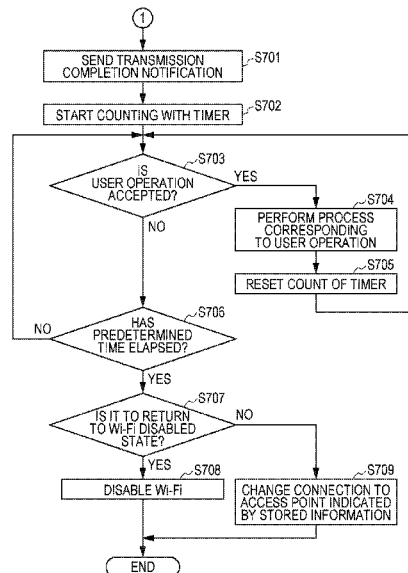 1
SEND TRANSMISSION
COMPLETION NOTIFICATION
S701
START COUNTING WITH TIMER
S702
IS
USER OPERATION
ACCEPTED?
S703
YES
NO
PERFORM PROCESS
CORRESPONDING
TO USER OPERATION
S704
RESET COUNT OF TIMER
S705
HAS
PREDETERMINED
TIME ELAPSED?
S706
NO
YES
IS IT TO RETURN
TO Wi-Fi DISABLED
STATE?
S707
NO
YES
DISABLE Wi-Fi
S708
CHANGE CONNECTION TO
ACCESS POINT INDICATED
BY STORED INFORMATION
S709
END